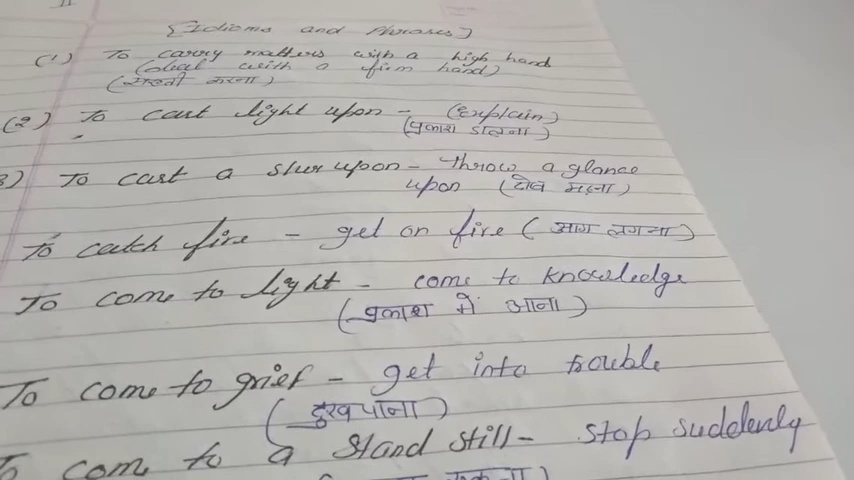 {Idioms and Phrases}
(1) To carry matters with a high hand
(deal with a firm hand)
(सख्ती करना)
(2) To cast light upon - (explain)
(प्रकाश डालना)
3) To cast a slur upon - throw a glance
upon (दोष मढ़ना)
To catch fire - get on fire (आग लगना)
To come to light - come to knowledge
(प्रकाश में आना)
To come to grief - get into trouble
(दुख पाना)
To com to a stand still - stop suddenly